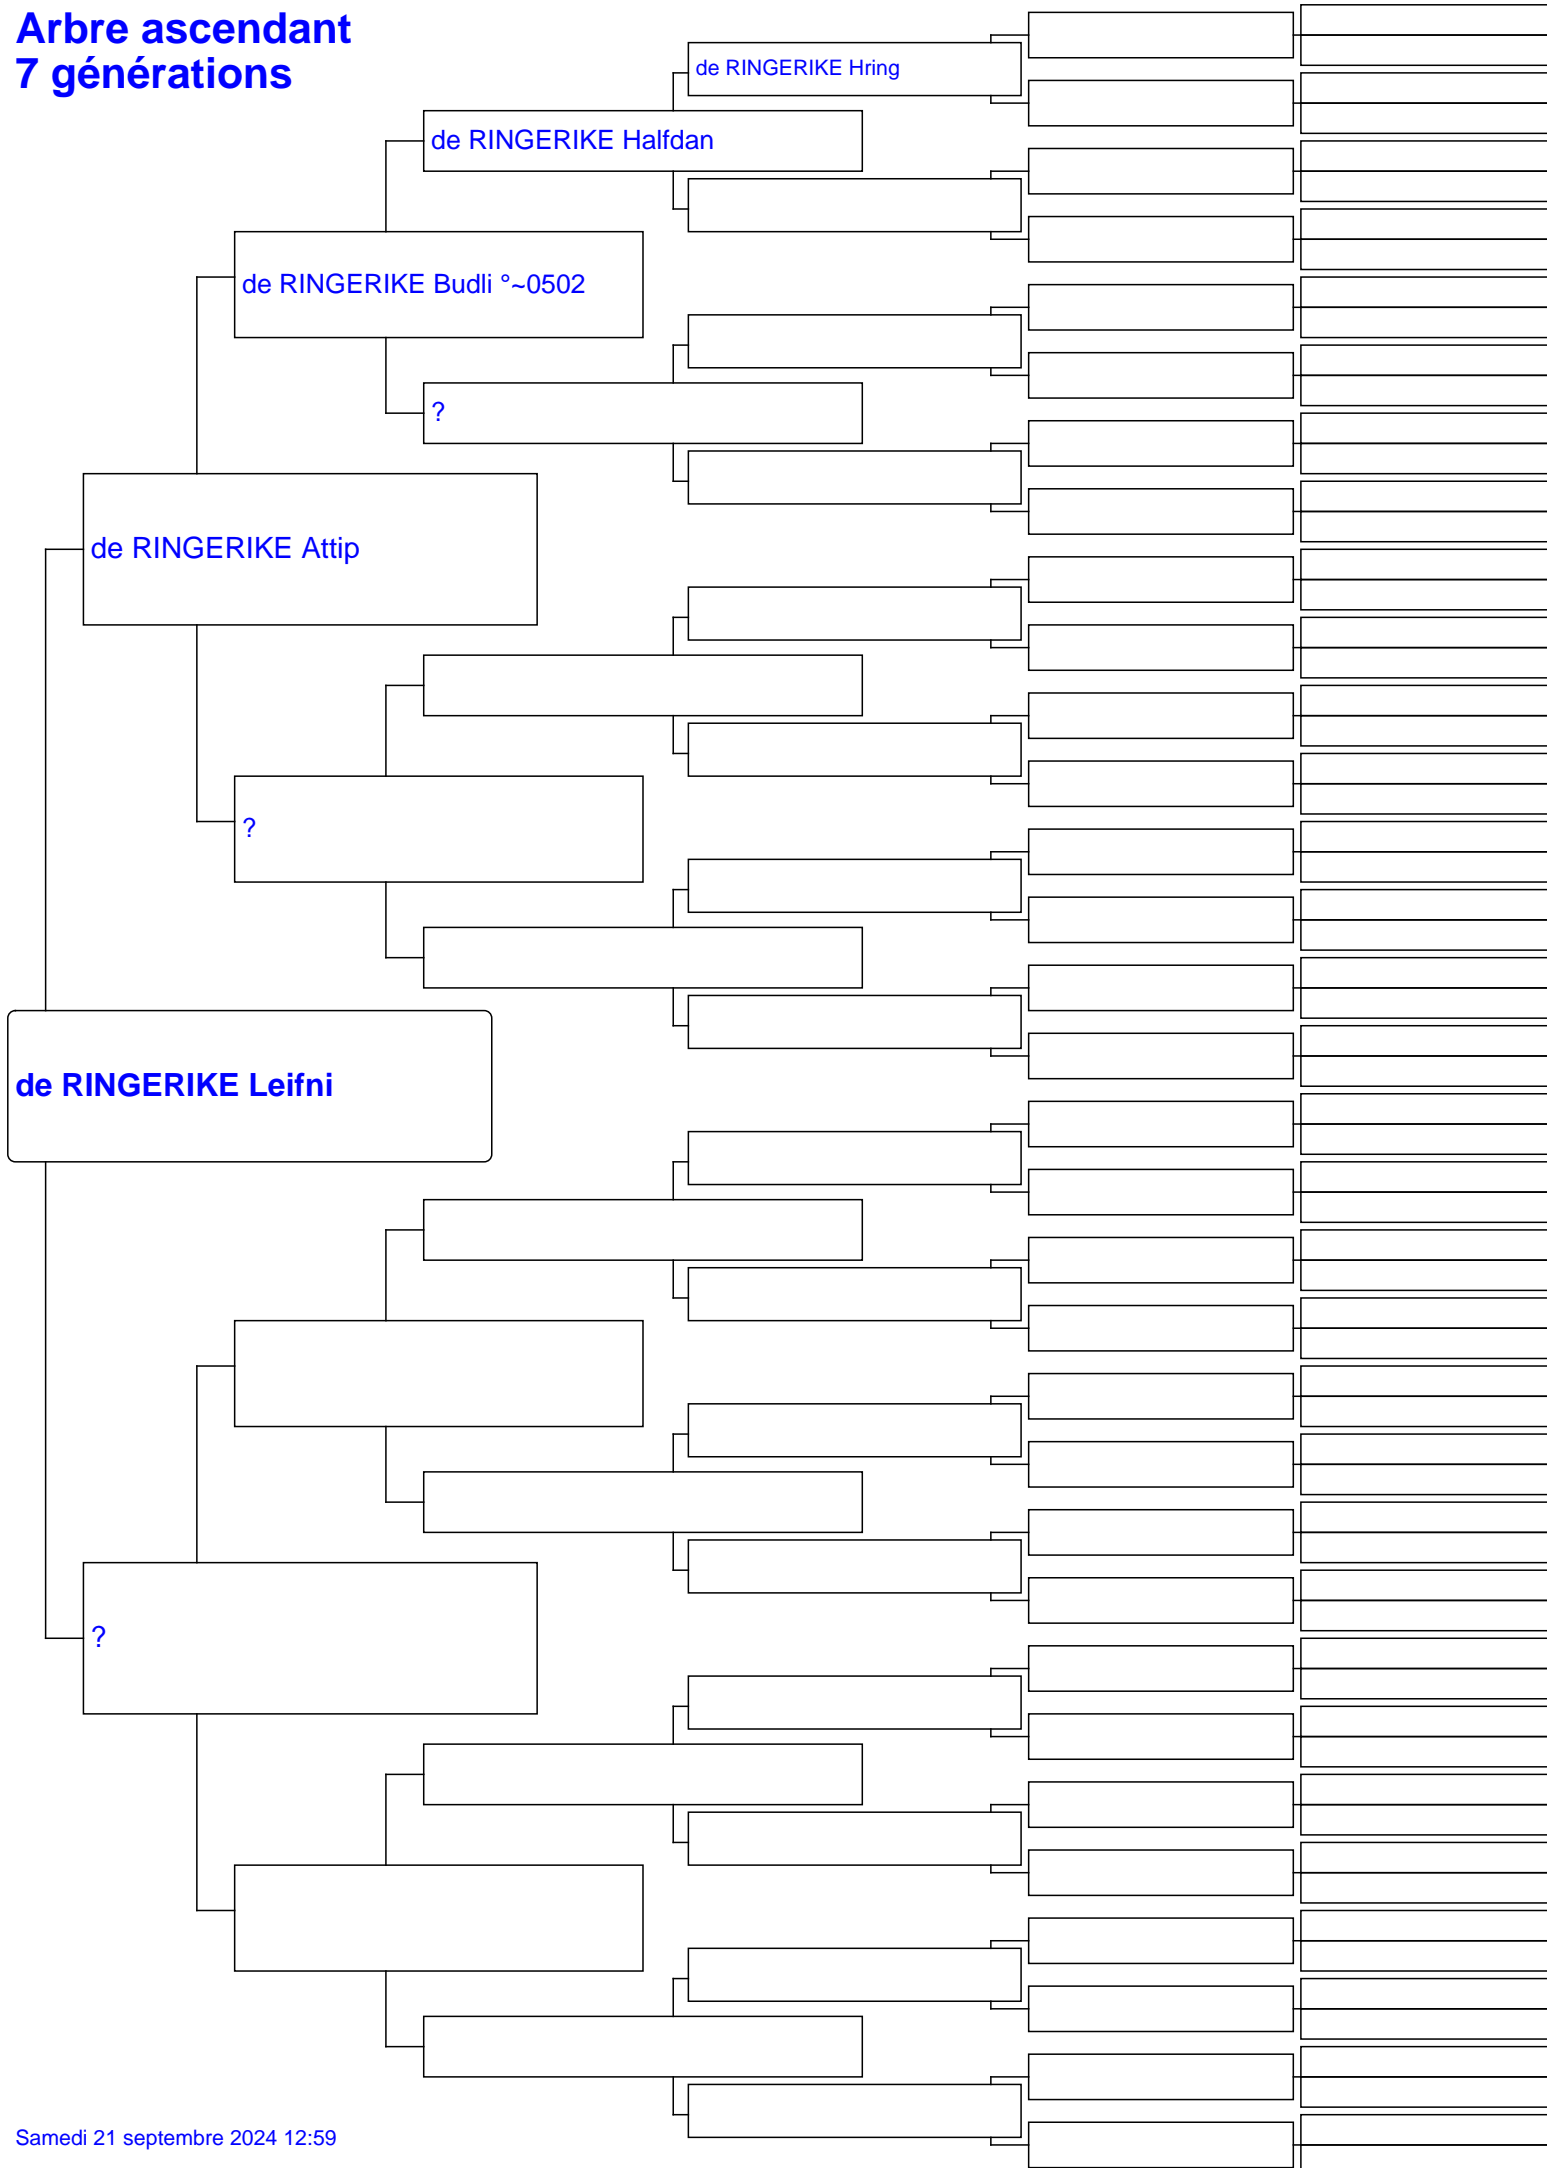 Arbre ascendant
7 générations
de RINGERIKE Hring
de RINGERIKE Halfdan
de RINGERIKE Budli °~0502
?
de RINGERIKE Attip
?
de RINGERIKE Leifni
?
Samedi 21 septembre 2024 12:59